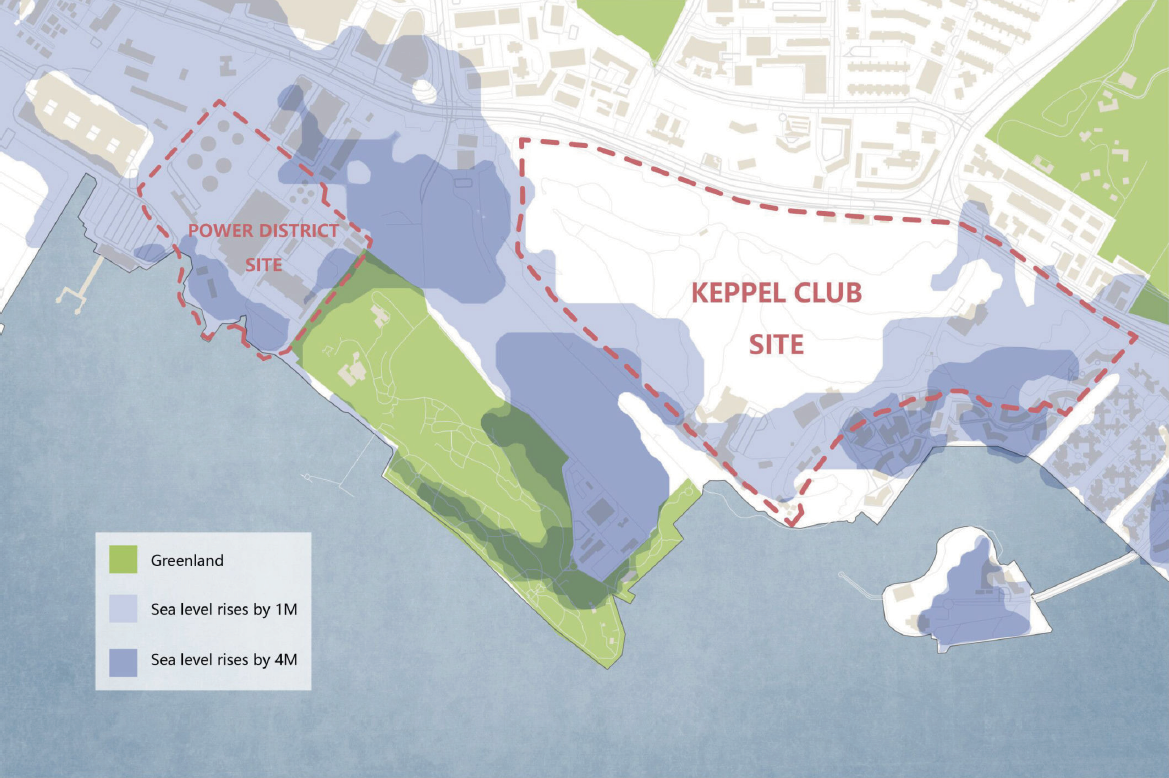 POWER DISTRICT
SITE
KEPPEL CLUB
SITE
Greenland
Sea level rises by 1M
Sea level rises by 4M